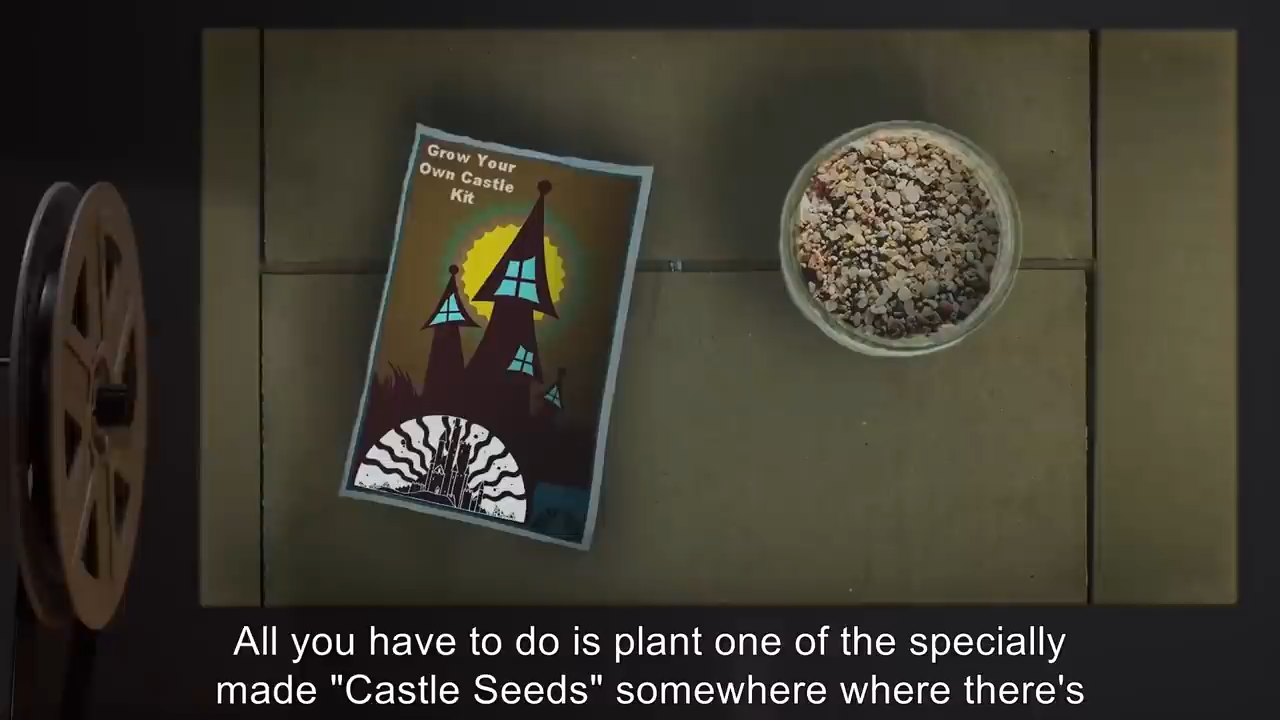 Grow Your
Own Castle
Kit
All you have to do is plant one of the specially
made "Castle Seeds" somewhere where there's